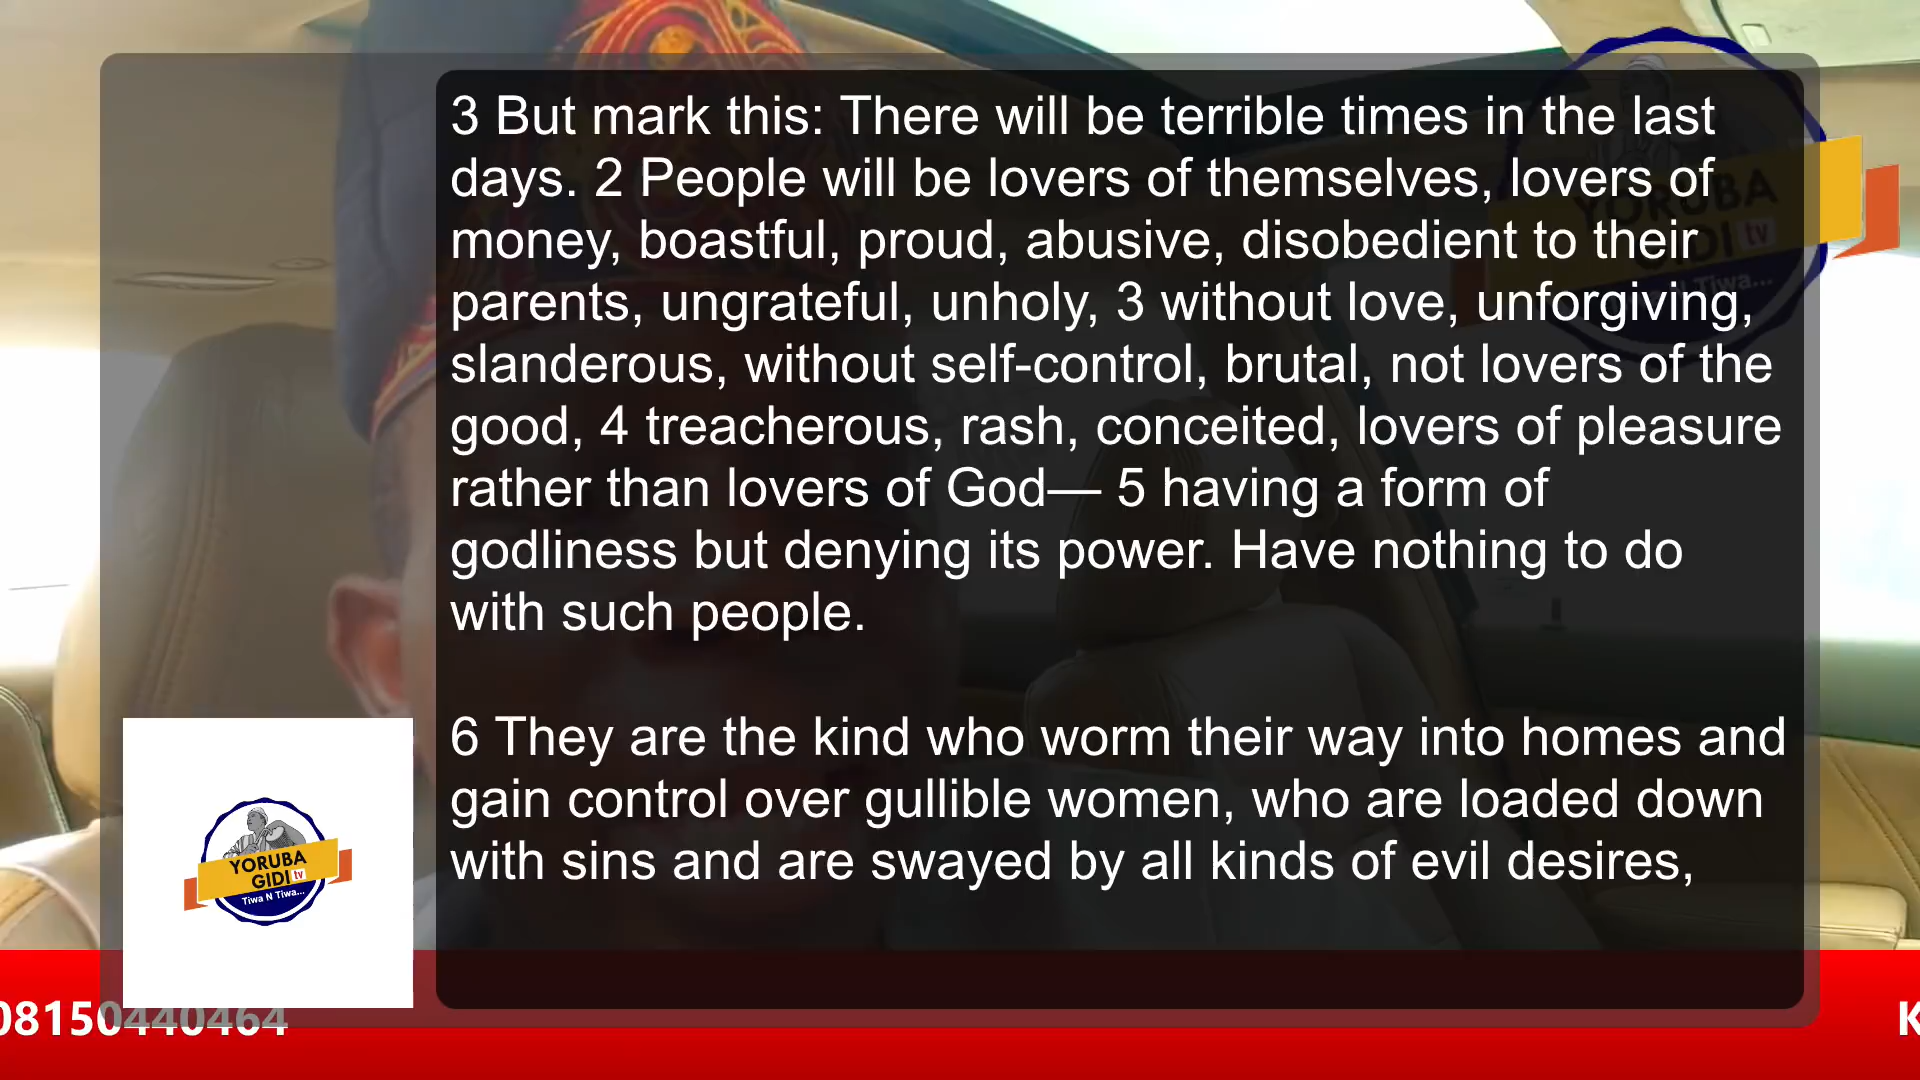 3 But mark this: There will be terrible times in the last
days. 2 People will be lovers of themselves, lovers of
money, boastful, proud, abusive, disobedient to their
parents, ungrateful, unholy, 3 without love, unforgiving,
slanderous, without self-control, brutal, not lovers of the
good, 4 treacherous, rash, conceited, lovers of pleasure
rather than lovers of God— 5 having a form of
godliness but denying its power. Have nothing to do
with such people.
6 They are the kind who worm their way into homes and
gain control over gullible women, who are loaded down
with sins and are swayed by all kinds of evil desires,
YORUBA
GIDI tv
Tiwa...
YORUBA
GIDI tv
Tiwa N Tiwa...
08150440464
K